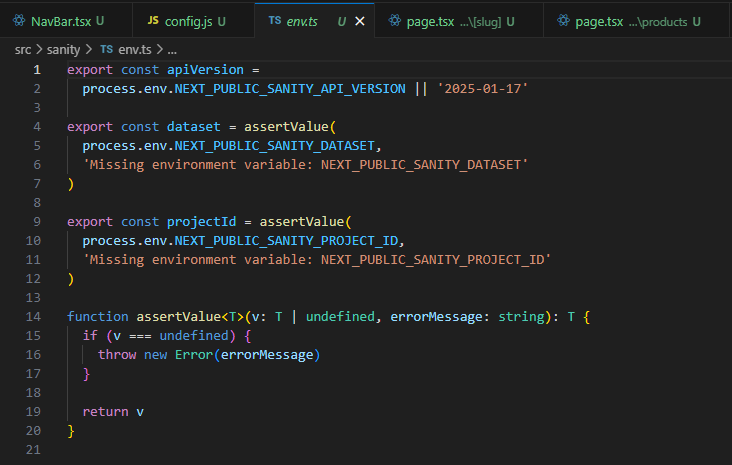 NavBar.tsx U
JS config.js U
TS env.ts U
page.tsx ...\[slug] U
page.tsx ...\products U
src > sanity > TS env.ts > ...
1 export const apiVersion =
2   process.env.NEXT_PUBLIC_SANITY_API_VERSION || '2025-01-17'
3
4 export const dataset = assertValue(
5   process.env.NEXT_PUBLIC_SANITY_DATASET,
6   'Missing environment variable: NEXT_PUBLIC_SANITY_DATASET'
7 )
8
9 export const projectId = assertValue(
10   process.env.NEXT_PUBLIC_SANITY_PROJECT_ID,
11   'Missing environment variable: NEXT_PUBLIC_SANITY_PROJECT_ID'
12 )
13
14 function assertValue<T>(v: T | undefined, errorMessage: string): T {
15   if (v === undefined) {
16     throw new Error(errorMessage)
17   }
18
19   return v
20 }
21